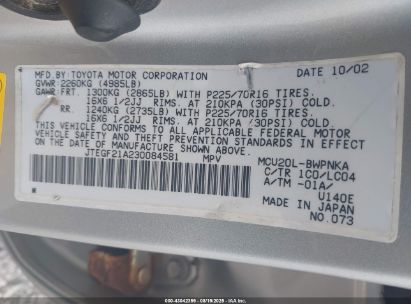 MFD.BY:TOYOTA MOTOR CORPORATION DATE 10/02
GVWR:2260KG (4985LB)
GAWR:FRT. 1300KG (2865LB) WITH P225/70R16 TIRES.
16X6 1/2JJ RIMS. AT 210KPA (30PSI) COLD.
RR. 1240KG (2735LB) WITH P225/70R16 TIRES.
16X6 1/2JJ RIMS. AT 210KPA (30PSI) COLD.
THIS VEHICLE CONFORMS TO ALL APPLICABLE FEDERAL MOTOR
VEHICLE SAFETY AND THEFT PREVENTION STANDARDS IN EFFECT
ON THE DATE OF MANUFACTURE SHOWN ABOVE.
JTEGF21A230084581 MPV
MCU20L-BWPNKA
C/TR 1C0/LC04
A/TM -01A/
U140E
MADE IN JAPAN
NO.073